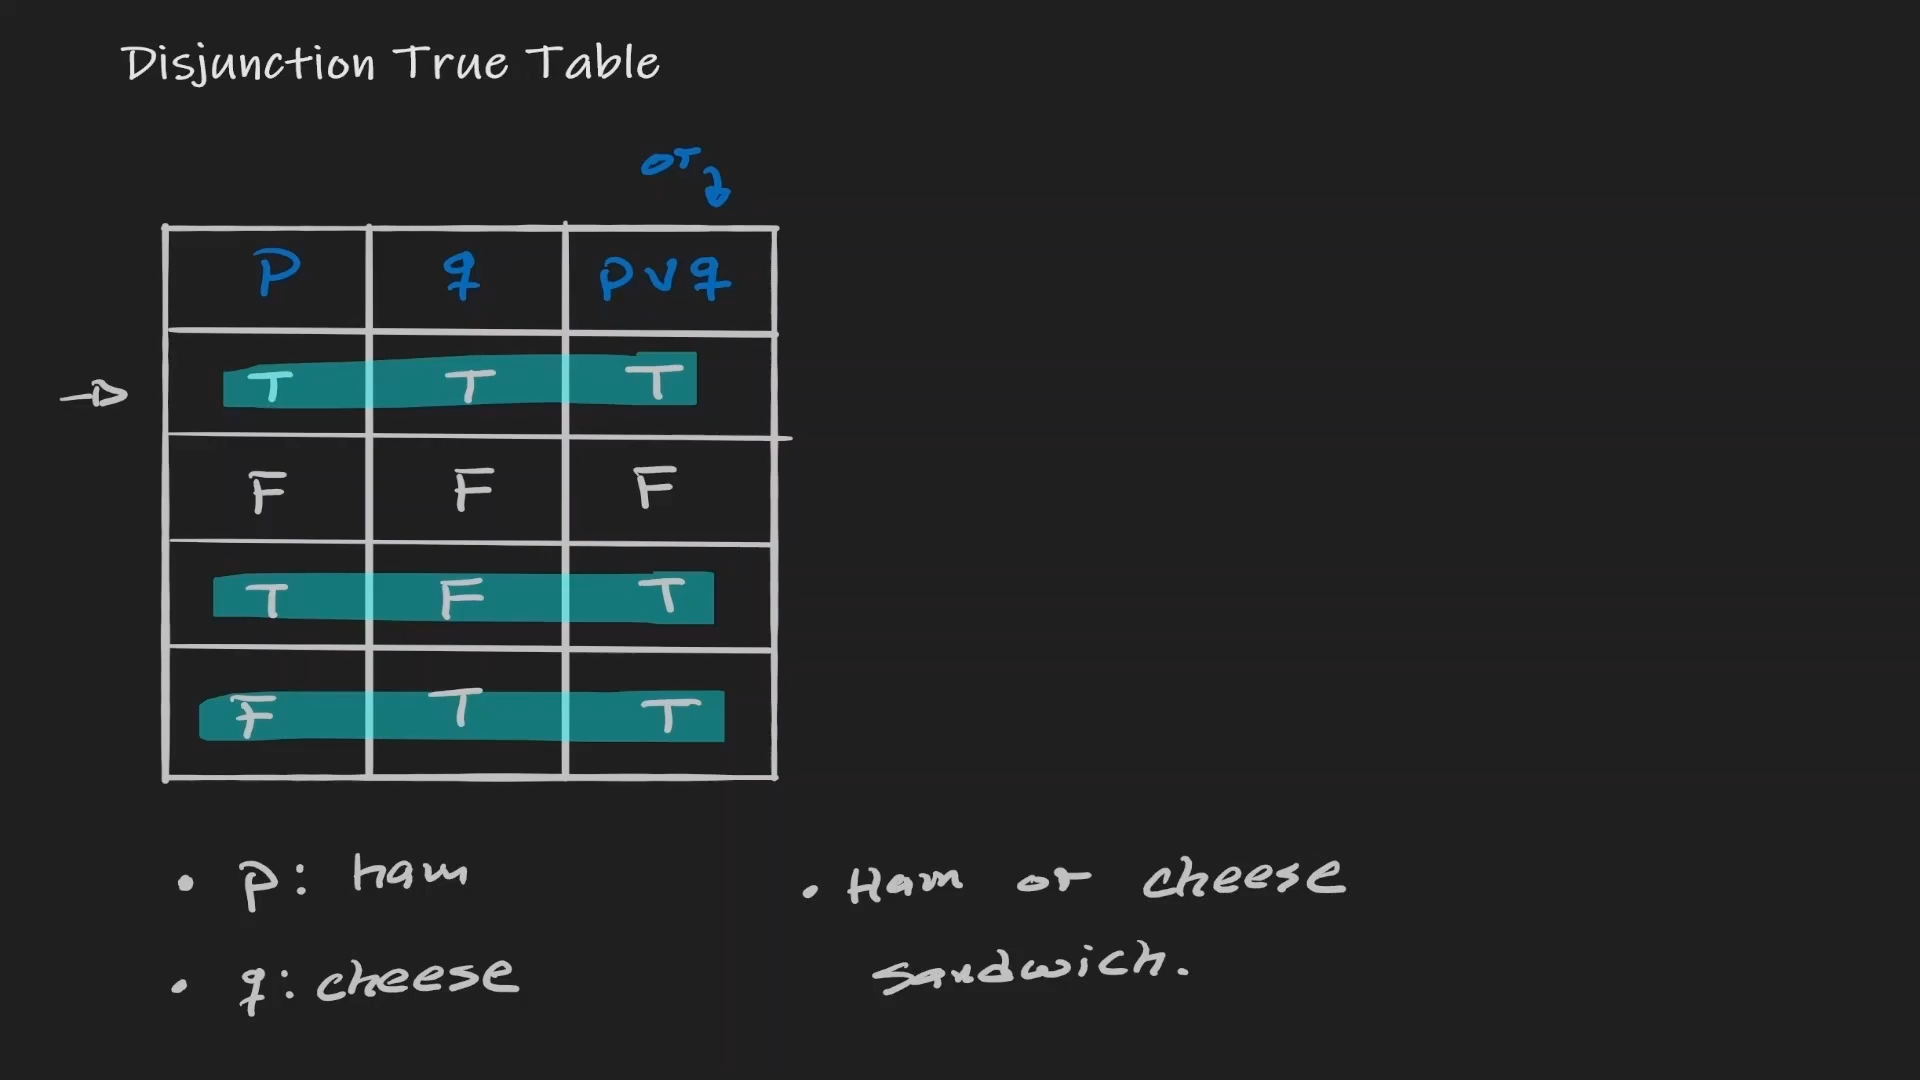 Disjunction True Table
or
p q p∨q
T T T
F F F
T F T
F T T
• p: ham
• q: cheese
• Ham or cheese
sandwich.